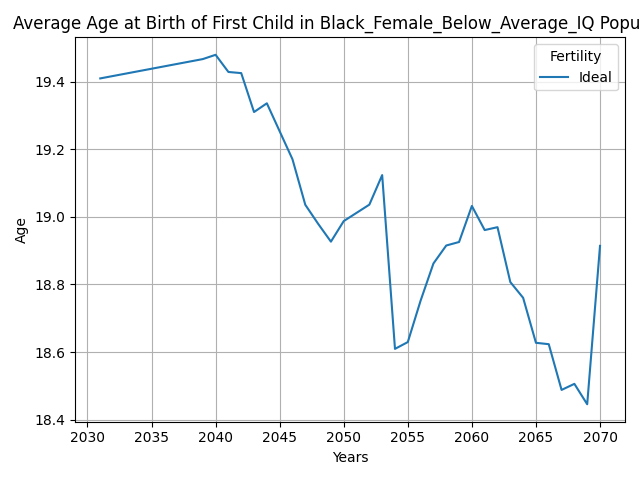 Average Age at Birth of First Child in Black_Female_Below_Average_IQ Popu
Fertility
Ideal
19.4
19.2
19.0
18.8
18.6
18.4
Age
2030 2035 2040 2045 2050 2055 2060 2065 2070
Years